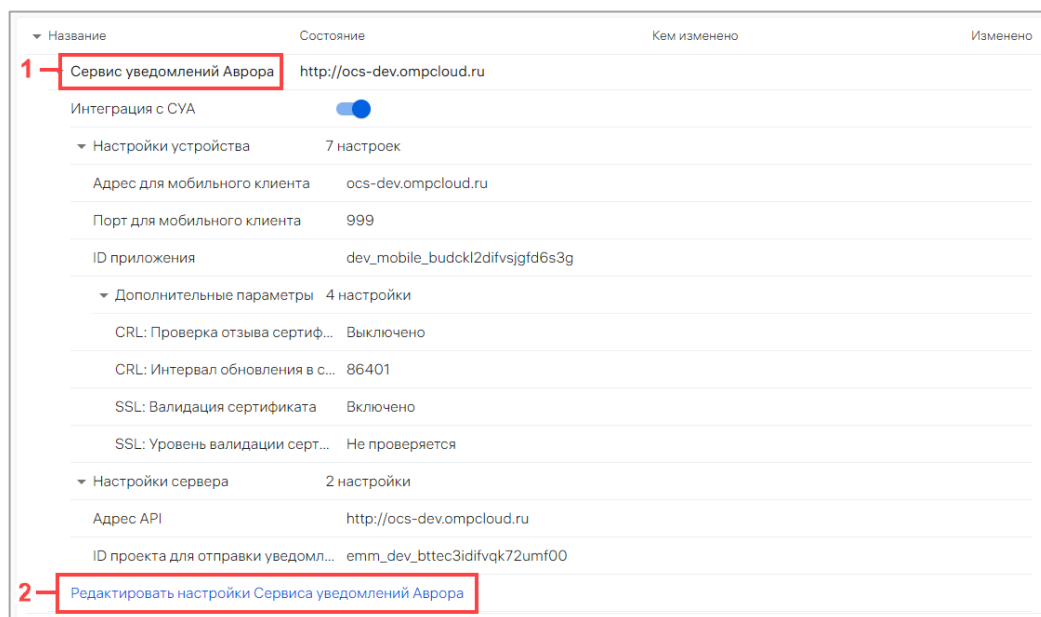 Название Состояние Кем изменено Изменено
1 Сервис уведомлений Аврора http://ocs-dev.ompcloud.ru
Интеграция с СУА
Настройки устройства 7 настроек
Адрес для мобильного клиента ocs-dev.ompcloud.ru
Порт для мобильного клиента 999
ID приложения dev_mobile_budckl2difvsjgfd6s3g
Дополнительные параметры 4 настройки
CRL: Проверка отзыва сертиф... Выключено
CRL: Интервал обновления в с... 86401
SSL: Валидация сертификата Включено
SSL: Уровень валидации серт... Не проверяется
Настройки сервера 2 настройки
Адрес API http://ocs-dev.ompcloud.ru
ID проекта для отправки уведомл... emm_dev_bttec3idifvqk72umf00
2 Редактировать настройки Сервиса уведомлений Аврора